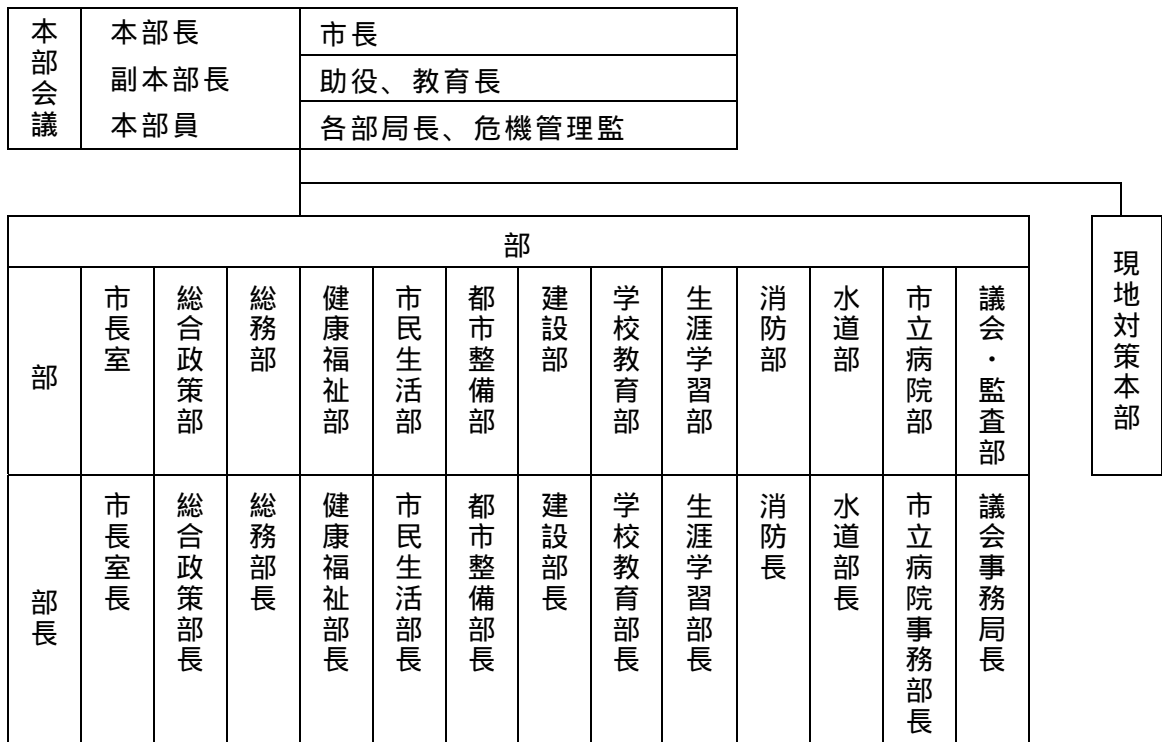 本部会議
本部長 市長
副本部長 助役、教育長
本部員 各部局長、危機管理監
部
部
市長室
総合政策部
総務部
健康福祉部
市民生活部
都市整備部
建設部
学校教育部
生涯学習部
消防部
水道部
市立病院部
議会・監査部
部長
市長室長
総合政策部長
総務部長
健康福祉部長
市民生活部長
都市整備部長
建設部長
学校教育部長
生涯学習部長
消防長
水道部長
市立病院事務部長
議会事務局長
現地対策本部